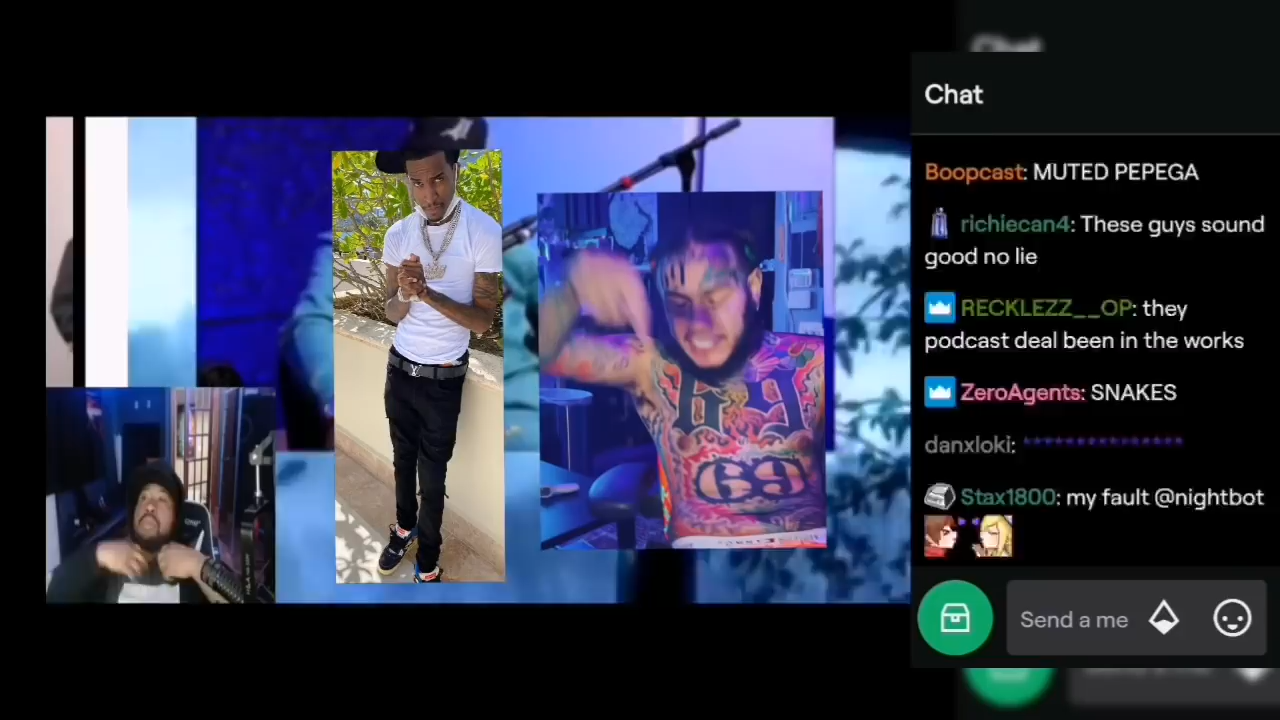 Chat
Boopcast: MUTED PEPEGA
richiecan4: These guys sound
good no lie
RECKLEZZ__OP: they
podcast deal been in the works
ZeroAgents: SNAKES
danxloki: ***************
Stax1800: my fault @nightbot
Send a me
69
69